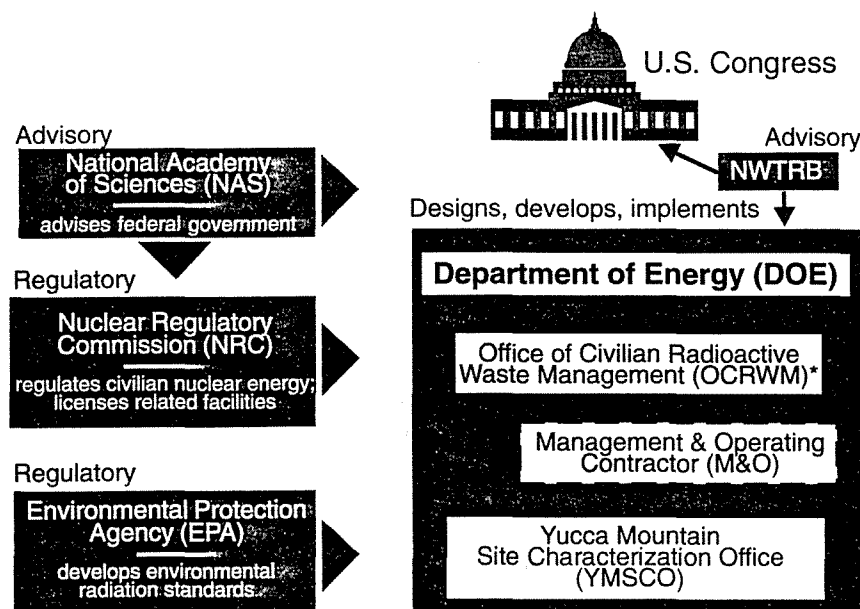 U.S. Congress
Advisory
NWTRB
Advisory
National Academy
of Sciences (NAS)
advises federal government
Regulatory
Nuclear Regulatory
Commission (NRC)
regulates civilian nuclear energy;
licenses related facilities
Regulatory
Environmental Protection
Agency (EPA)
develops environmental
radiation standards
Designs, develops, implements
Department of Energy (DOE)
Office of Civilian Radioactive
Waste Management (OCRWM)*
Management & Operating
Contractor (M&O)
Yucca Mountain
Site Characterization Office
(YMSCO)